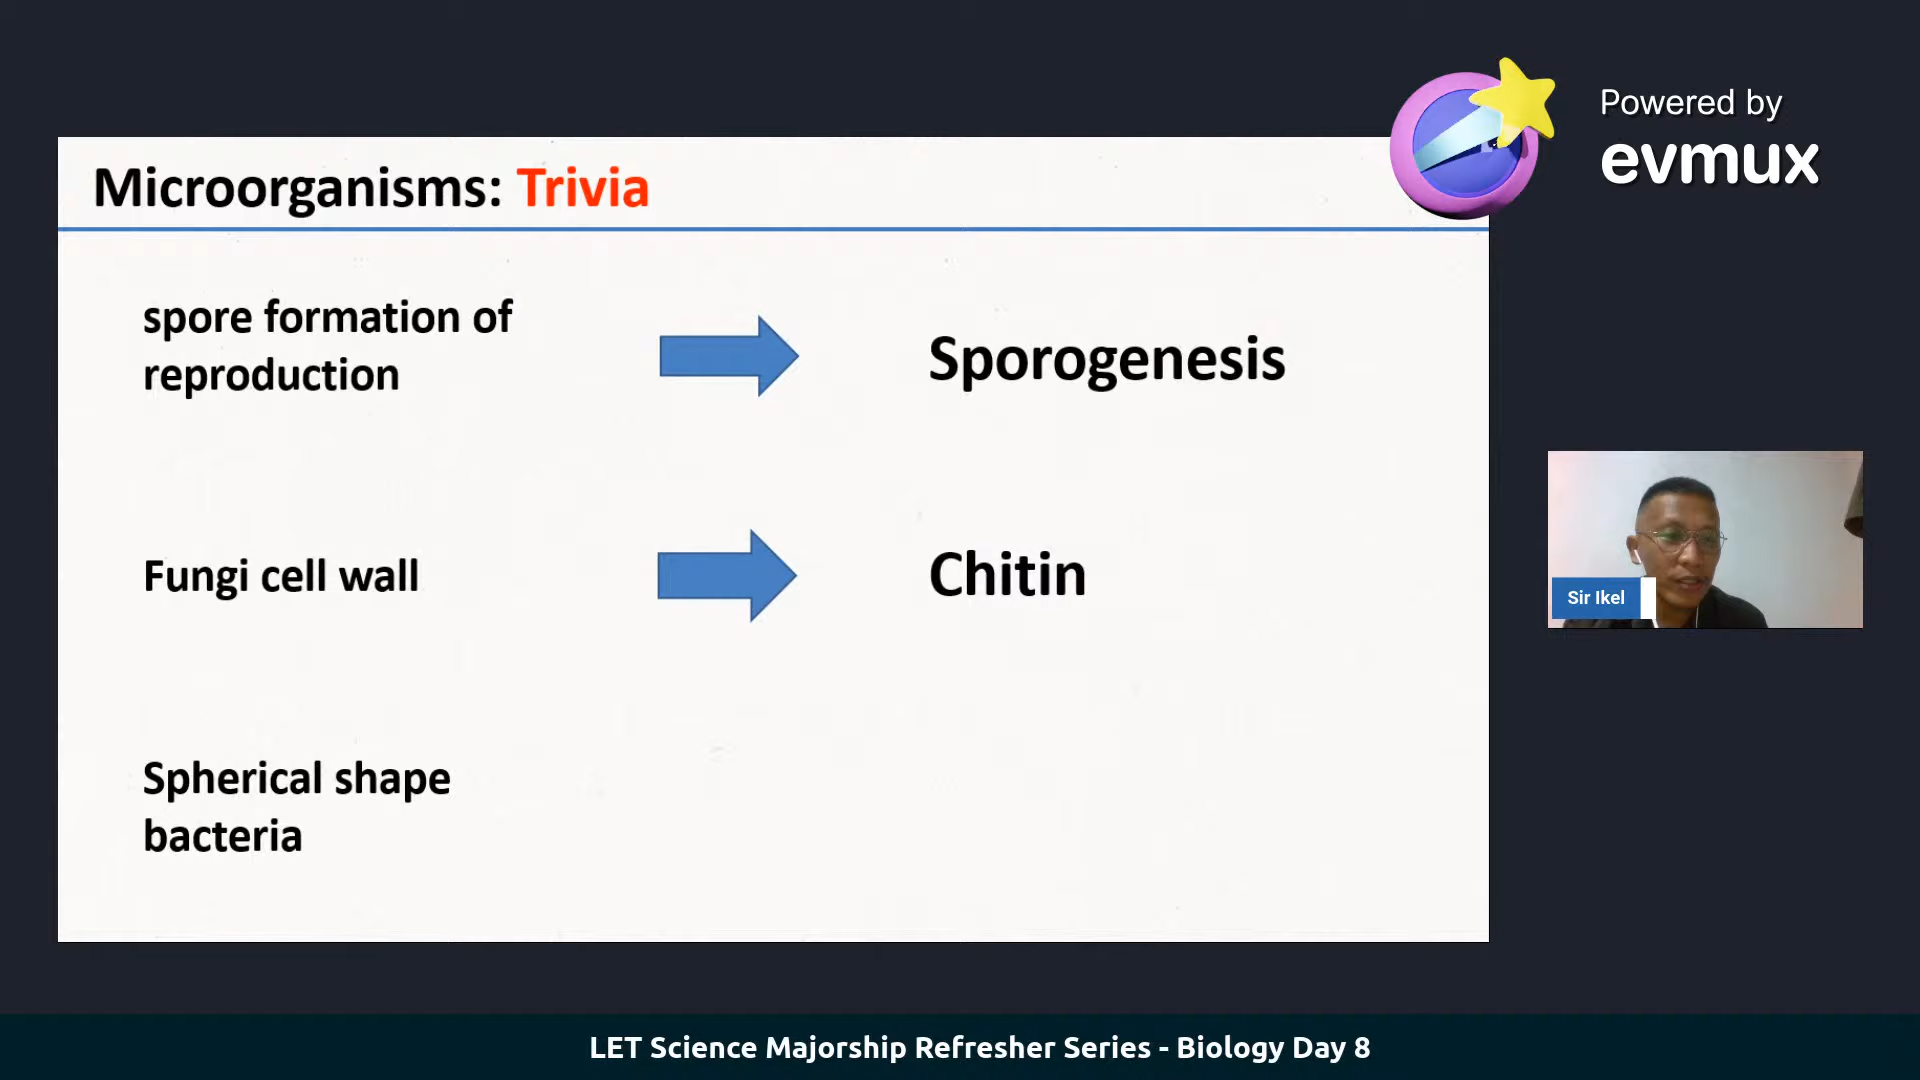 Powered by
evmux
Microorganisms: Trivia
spore formation of
reproduction
Sporogenesis
Fungi cell wall
Chitin
Spherical shape
bacteria
Sir Ikel
LET Science Majorship Refresher Series - Biology Day 8